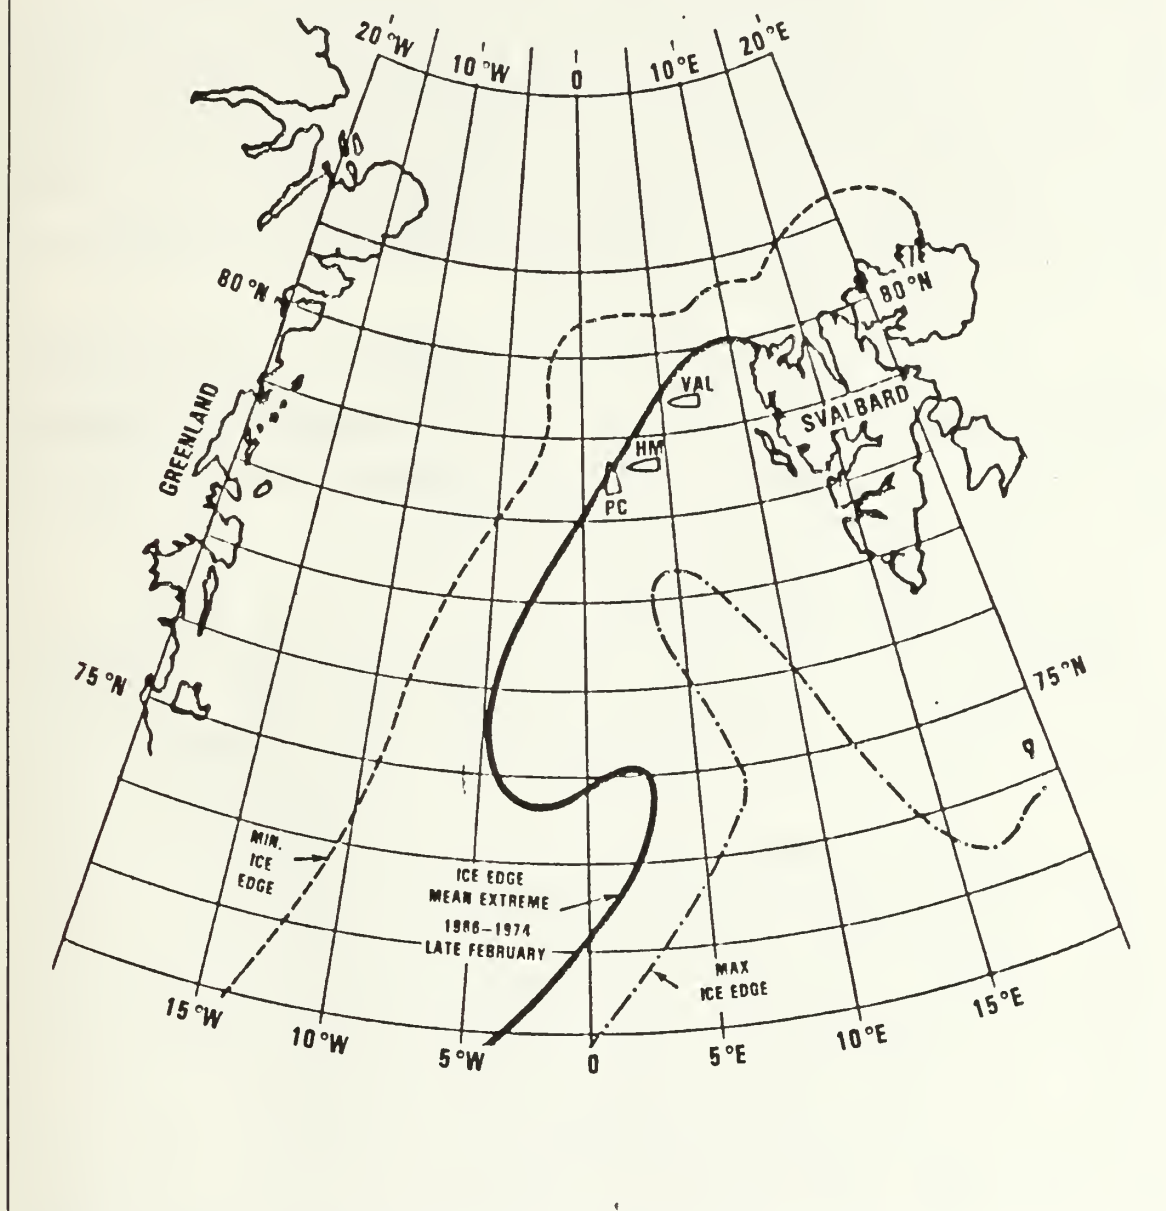 20°W
10°W
0
10°E
20°E
80°N
80°N
GREENLAND
VAL
SVALBARD
HM
PC
75°N
75°N
MIN.
ICE
EDGE
ICE EDGE
MEAN EXTREME
1966–1974
LATE FEBRUARY
MAX
ICE EDGE
15°W
10°W
5°W
0
5°E
10°E
15°E